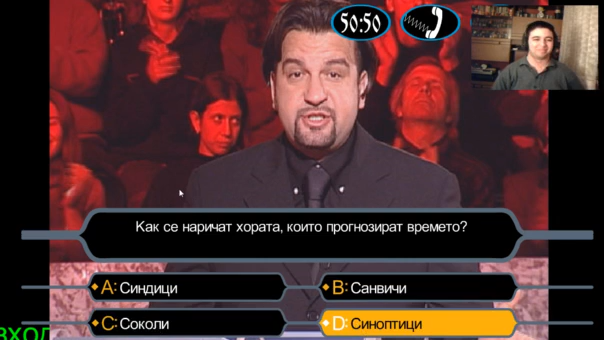 50:50
Как се наричат хората, които прогнозират времето?
A: Синдици
B: Санвичи
C: Соколи
D: Синоптици
ВХОД